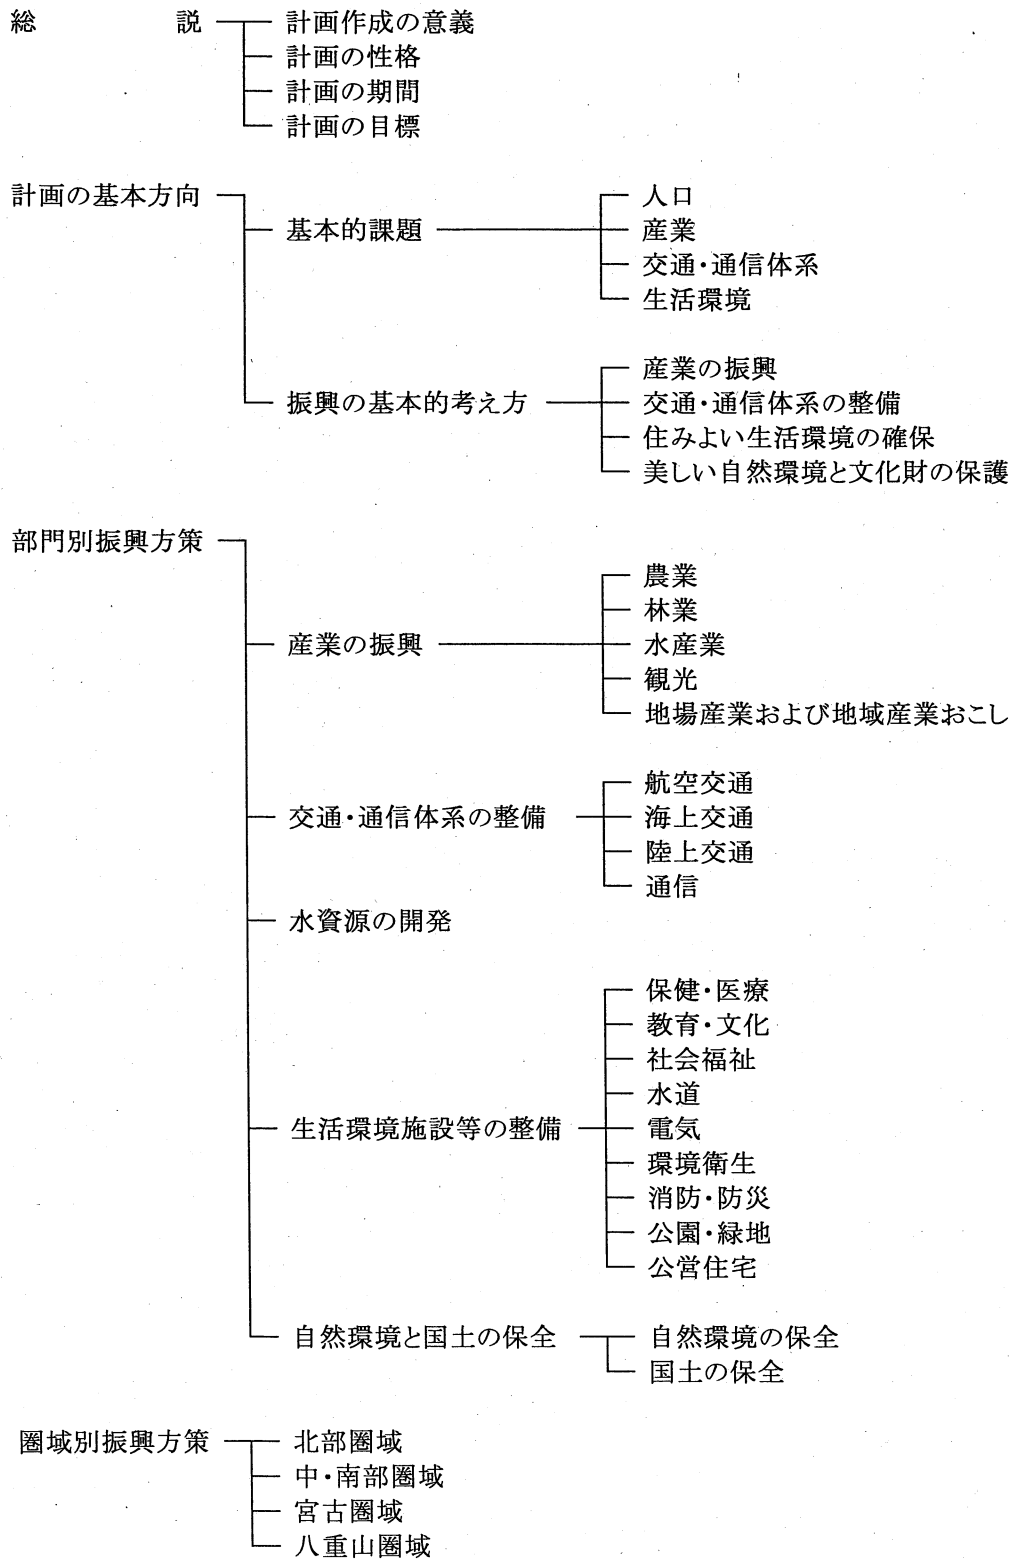 総説 計画作成の意義
計画の性格
計画の期間
計画の目標
計画の基本方向
人口
基本的課題 産業
交通・通信体系
生活環境
産業の振興
振興の基本的考え方 交通・通信体系の整備
住みよい生活環境の確保
美しい自然環境と文化財の保護
部門別振興方策
農業
林業
産業の振興 水産業
観光
地場産業および地域産業おこし
航空交通
交通・通信体系の整備 海上交通
陸上交通
通信
水資源の開発
保健・医療
教育・文化
社会福祉
水道
生活環境施設等の整備 電気
環境衛生
消防・防災
公園・緑地
公営住宅
自然環境と国土の保全 自然環境の保全
国土の保全
圏域別振興方策 北部圏域
中・南部圏域
宮古圏域
八重山圏域